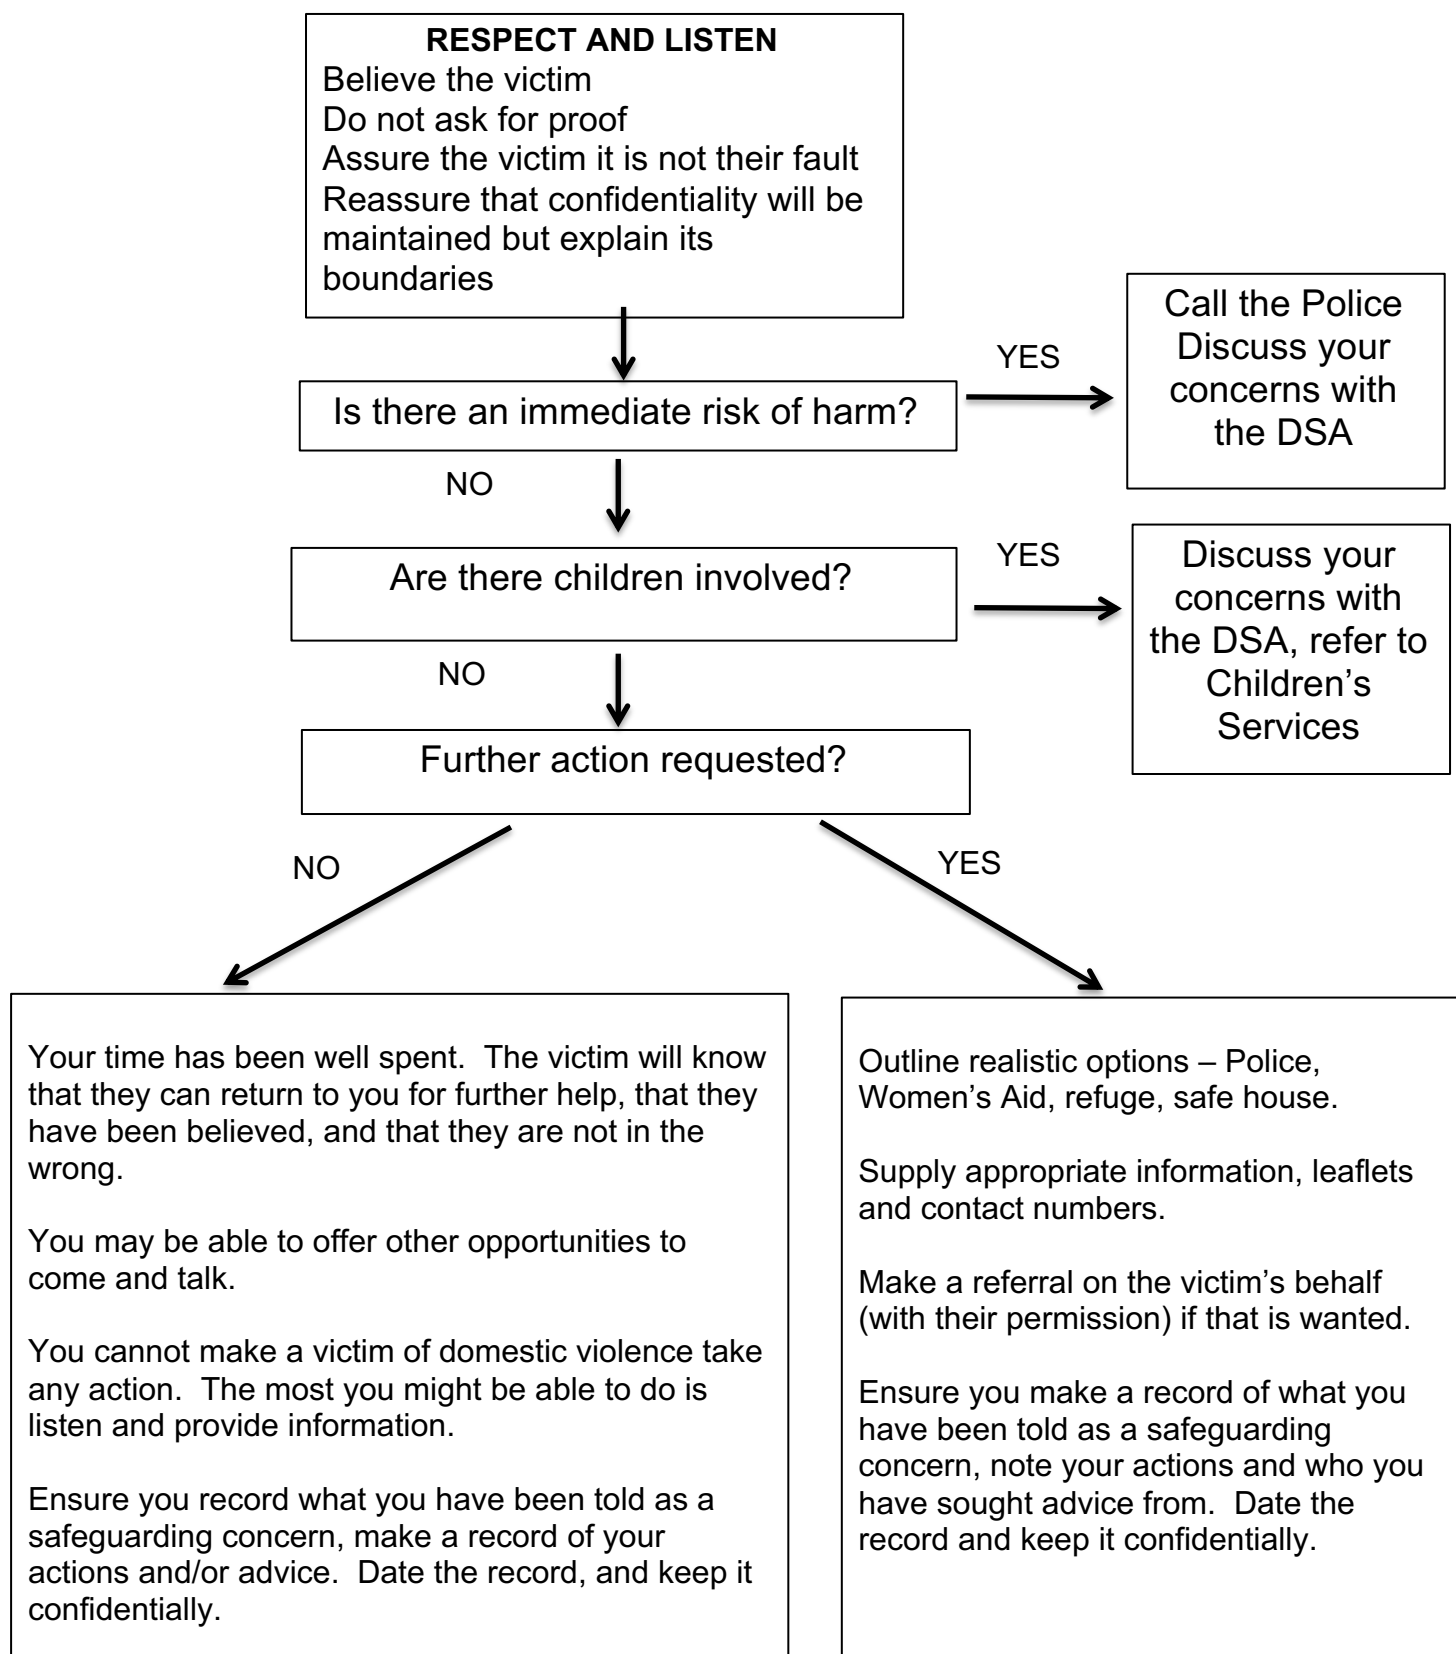 RESPECT AND LISTEN
Believe the victim
Do not ask for proof
Assure the victim it is not their fault
Reassure that confidentiality will be
maintained but explain its
boundaries
Is there an immediate risk of harm?
YES
Call the Police
Discuss your
concerns with
the DSA
NO
Are there children involved?
YES
Discuss your
concerns with
the DSA, refer to
Children’s
Services
NO
Further action requested?
NO
YES
Your time has been well spent.  The victim will know
that they can return to you for further help, that they
have been believed, and that they are not in the
wrong.
You may be able to offer other opportunities to
come and talk.
You cannot make a victim of domestic violence take
any action.  The most you might be able to do is
listen and provide information.
Ensure you record what you have been told as a
safeguarding concern, make a record of your
actions and/or advice.  Date the record, and keep it
confidentially.
Outline realistic options – Police,
Women’s Aid, refuge, safe house.
Supply appropriate information, leaflets
and contact numbers.
Make a referral on the victim’s behalf
(with their permission) if that is wanted.
Ensure you make a record of what you
have been told as a safeguarding
concern, note your actions and who you
have sought advice from.  Date the
record and keep it confidentially.